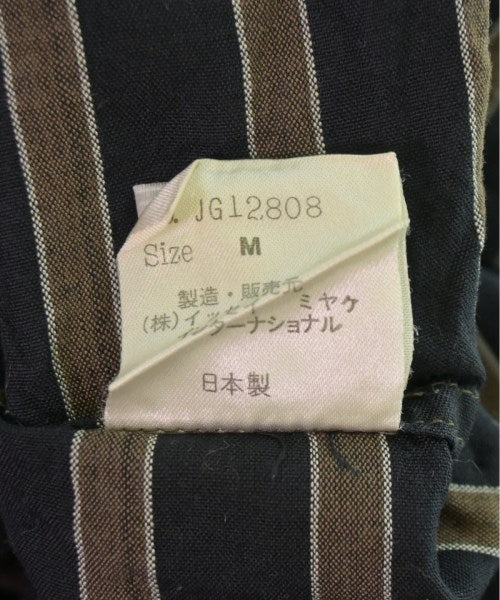 . JG12808
Size M
製造・販売元
(株)イッセイ ミヤケ
インターナショナル
日本製